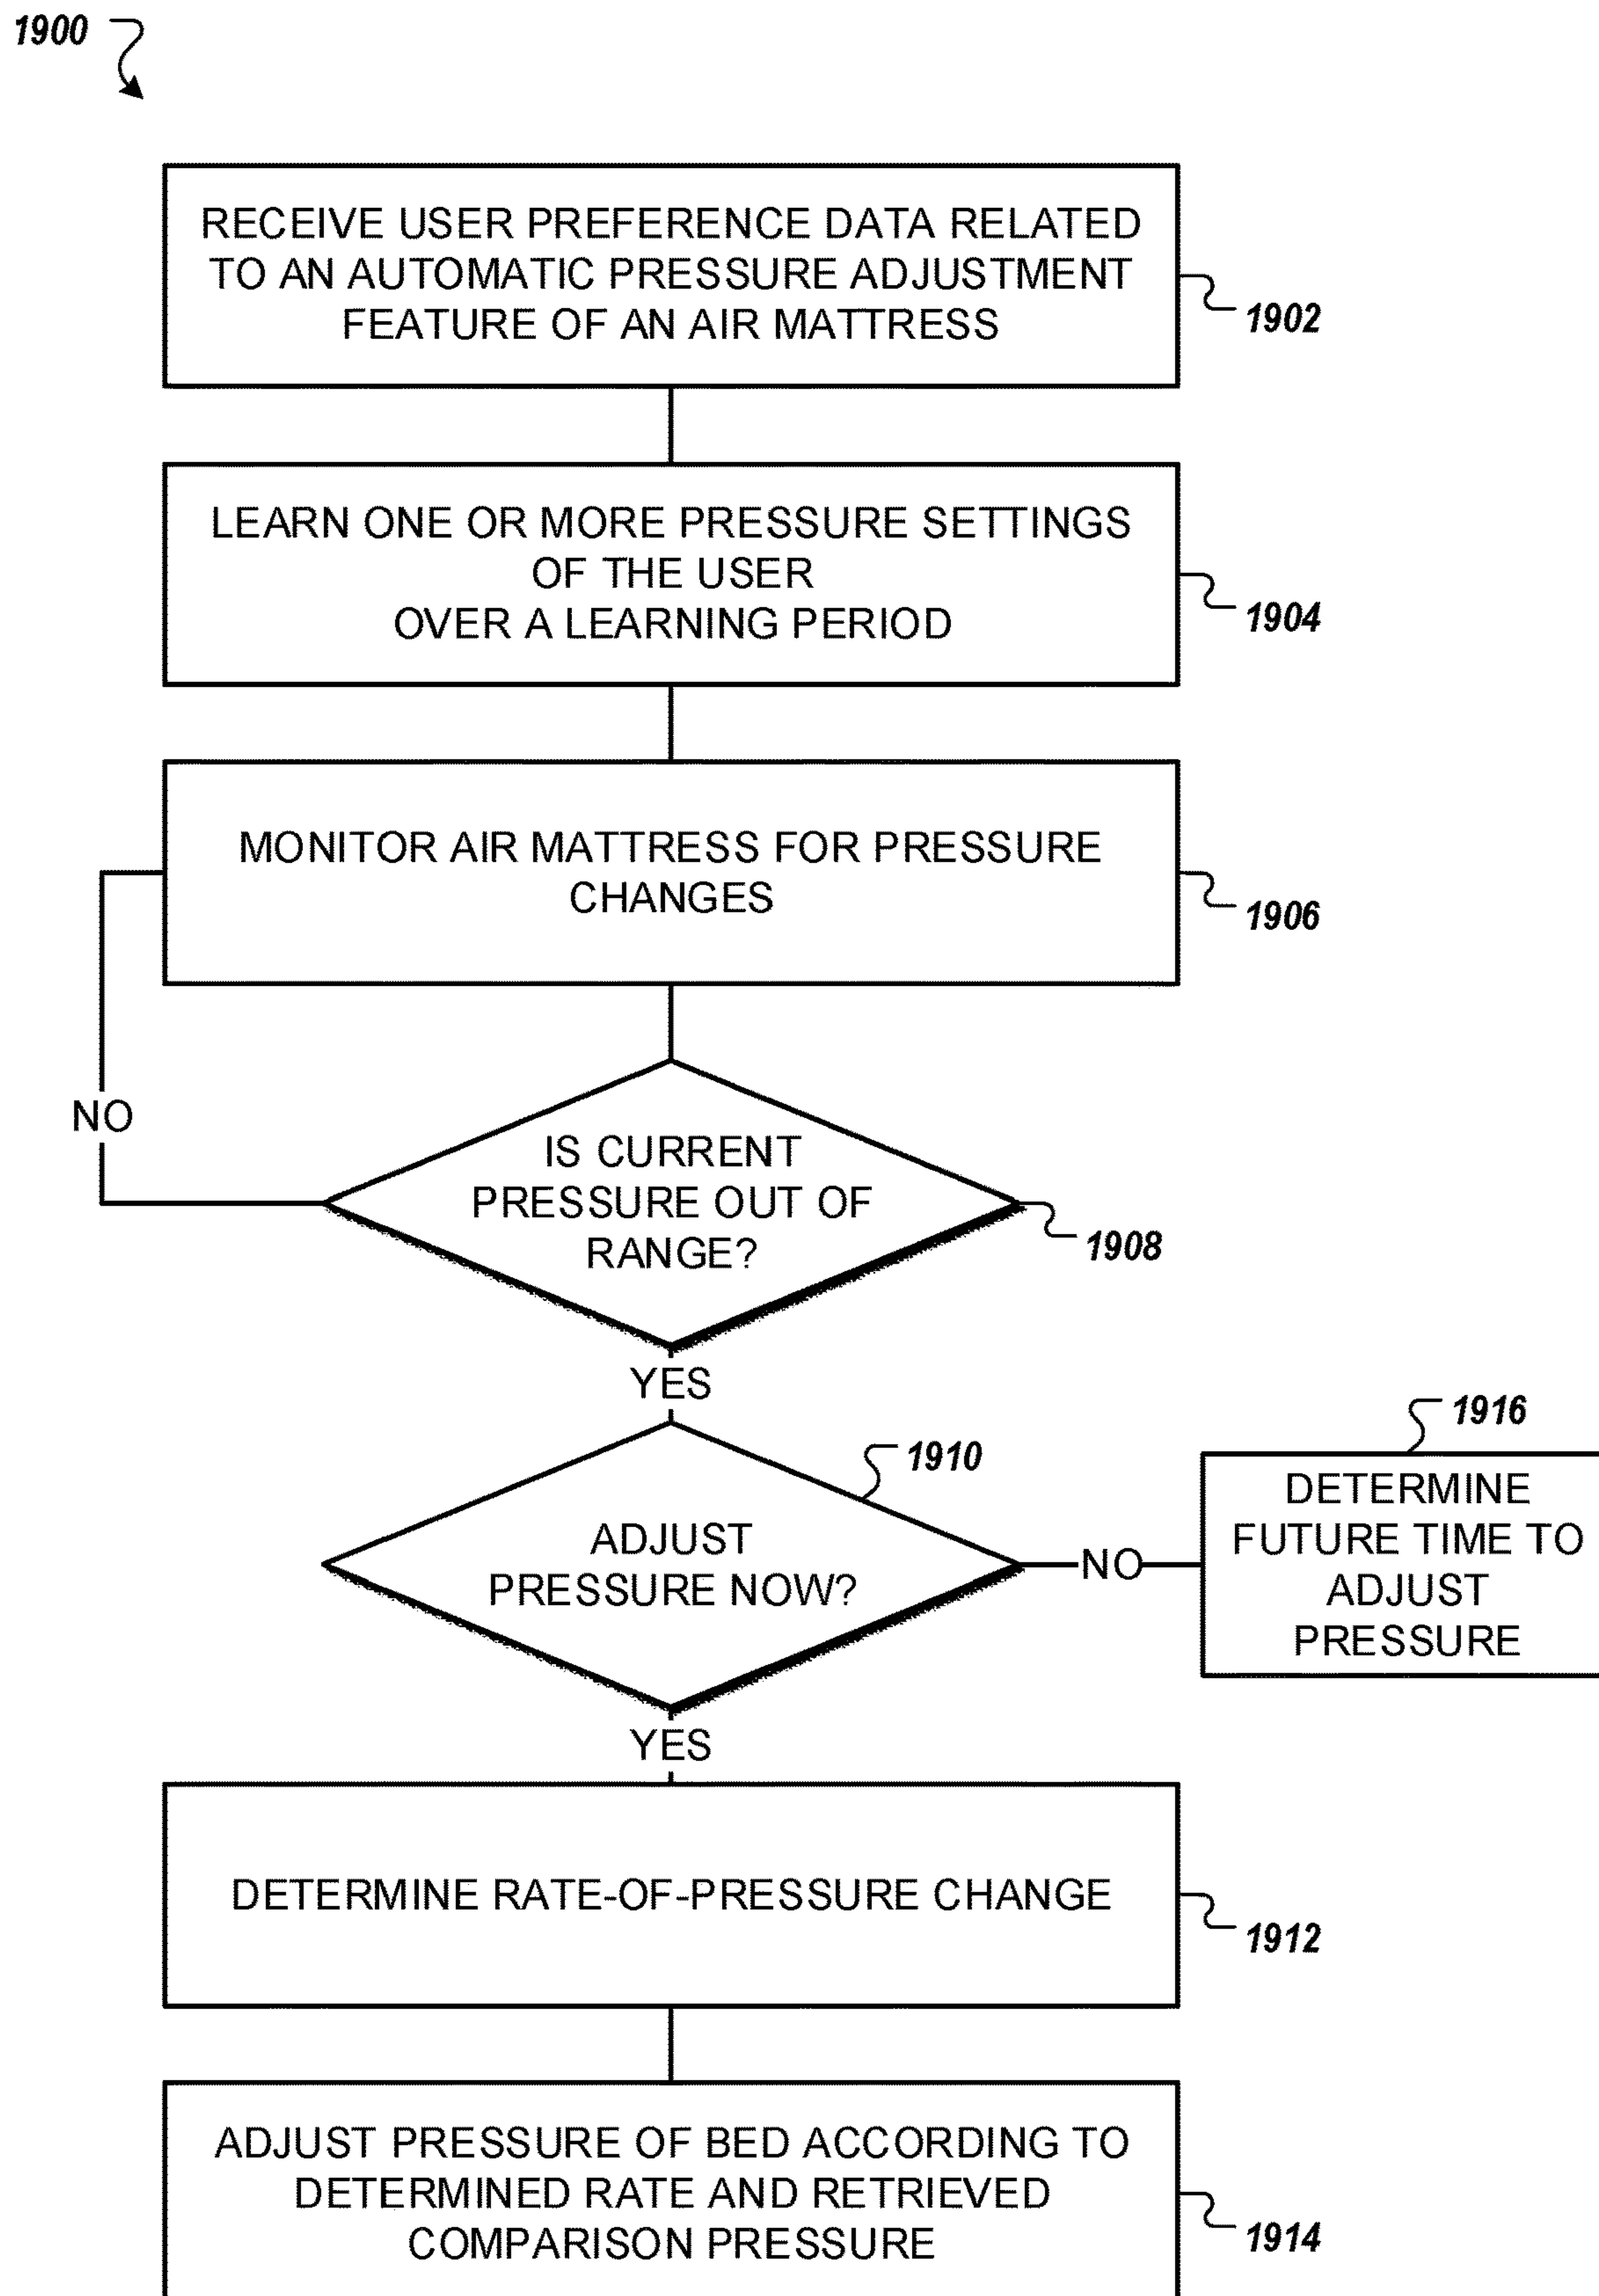 1900
RECEIVE USER PREFERENCE DATA RELATED
TO AN AUTOMATIC PRESSURE ADJUSTMENT
FEATURE OF AN AIR MATTRESS
1902
LEARN ONE OR MORE PRESSURE SETTINGS
OF THE USER
OVER A LEARNING PERIOD
1904
MONITOR AIR MATTRESS FOR PRESSURE
CHANGES
1906
NO
IS CURRENT
PRESSURE OUT OF
RANGE?
1908
YES
1910
ADJUST
PRESSURE NOW?
NO
1916
DETERMINE
FUTURE TIME TO
ADJUST
PRESSURE
YES
DETERMINE RATE-OF-PRESSURE CHANGE
1912
ADJUST PRESSURE OF BED ACCORDING TO
DETERMINED RATE AND RETRIEVED
COMPARISON PRESSURE
1914